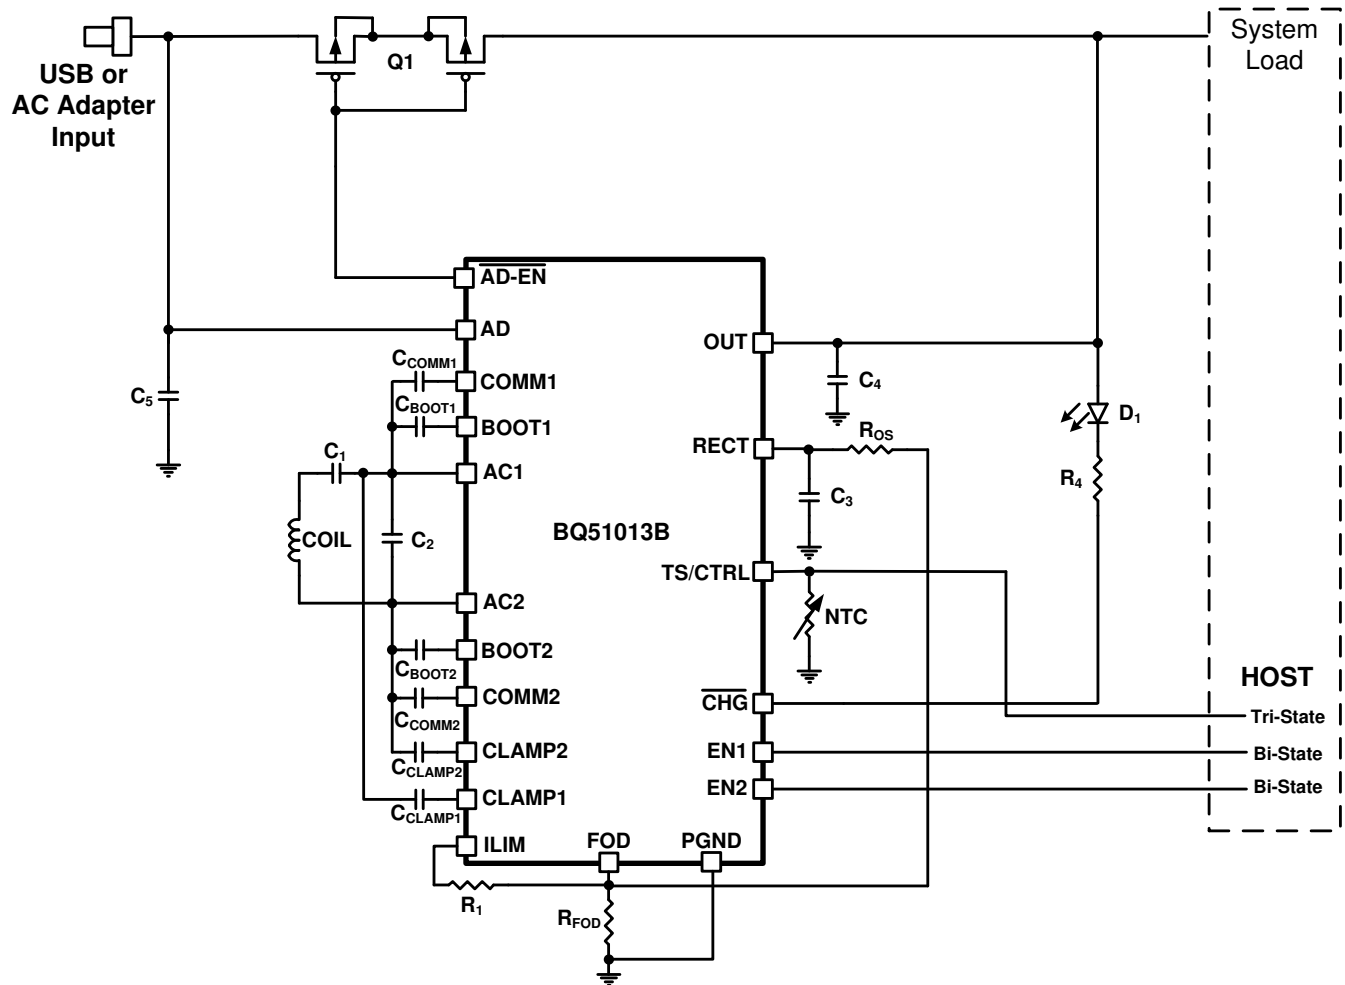 System
Load
USB or
AC Adapter
Input
Q1
AD-EN
AD
OUT
CCOMM1
COMM1
C4
C5
CBOOT1
BOOT1
D1
ROS
RECT
C1
AC1
R4
C3
COIL
C2
BQ51013B
TS/CTRL
AC2
NTC
BOOT2
CBOOT2
HOST
COMM2
CHG
Tri-State
CCOMM2
CLAMP2
EN1
Bi-State
CCLAMP2
EN2
Bi-State
CLAMP1
CCLAMP1
ILIM
FOD
PGND
R1
RFOD